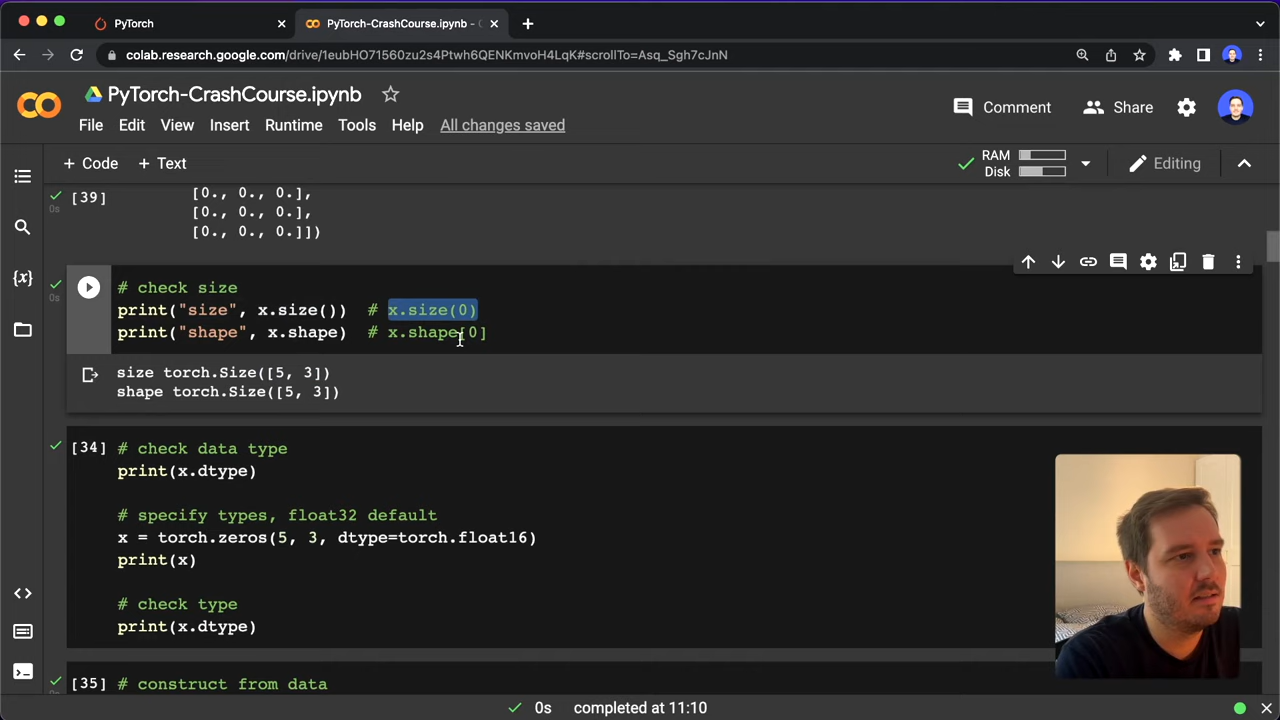 PyTorch
PyTorch-CrashCourse.ipynb - C
colab.research.google.com/drive/1eubHO71560zu2s4Ptwh6QENKmvoH4LqK#scrollTo=Asq_Sgh7cJnN
PyTorch-CrashCourse.ipynb
Comment
Share
File Edit View Insert Runtime Tools Help All changes saved
+ Code + Text
RAM
Disk
Editing
[39]
[0., 0., 0.],
[0., 0., 0.],
[0., 0., 0.]])
0s
# check size
print("size", x.size()) # x.size(0)
print("shape", x.shape) # x.shape[0]
0s
size torch.Size([5, 3])
shape torch.Size([5, 3])
[34]
# check data type
print(x.dtype)
0s
# specify types, float32 default
x = torch.zeros(5, 3, dtype=torch.float16)
print(x)
# check type
print(x.dtype)
[35] # construct from data
0s
0s completed at 11:10